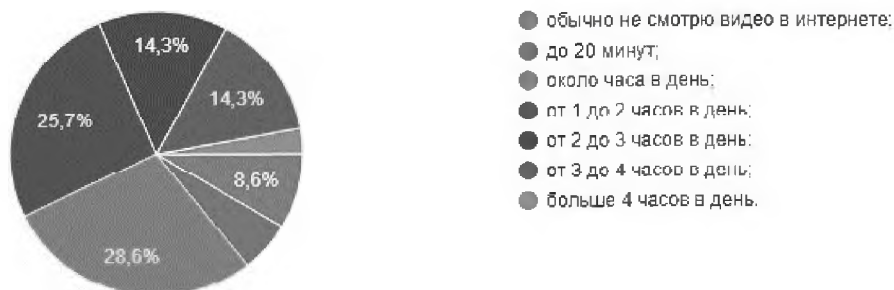 14,3%
14,3%
25,7%
8,6%
28,6%
обычно не смотрю видео в интернете;
до 20 минут;
около часа в день;
от 1 до 2 часов в день;
от 2 до 3 часов в день;
от 3 до 4 часов в день;
больше 4 часов в день.